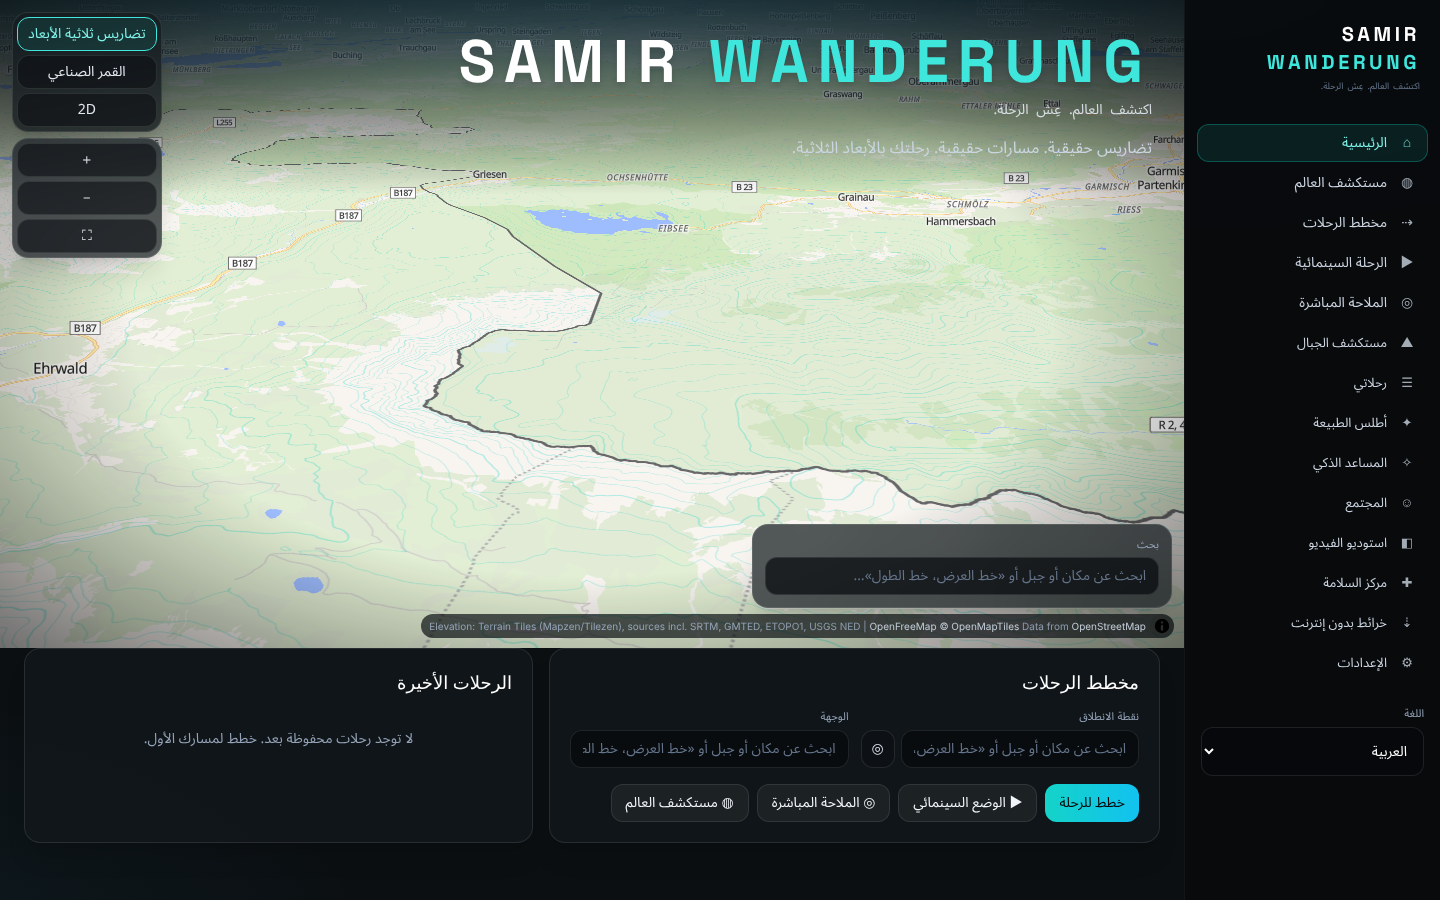 SAMIR
WANDERUNG
اكتشف العالم. عِش الرحلة.
الرئيسية
مستكشف العالم
مخطط الرحلات
الرحلة السينمائية
الملاحة المباشرة
مستكشف الجبال
رحلاتي
أطلس الطبيعة
المساعد الذكي
المجتمع
استوديو الفيديو
مركز السلامة
خرائط بدون إنترنت
الإعدادات
اللغة
العربية
SAMIR WANDERUNG
اكتشف العالم. عِش الرحلة.
تضاريس حقيقية. مسارات حقيقية. رحلتك بالأبعاد الثلاثية.
تضاريس ثلاثية الأبعاد
القمر الصناعي
2D
+
−
Buching
Trauchgau
Graswang
RAHM
Ettal
L255
Griesen
OCHSENHÜTTE
B 23
B 23
B187
B187
B187
B187
Grainau
SCHMÖLZ
GARMISCH
Hammersbach
RIESS
EIBSEE
Ehrwald
بحث
ابحث عن مكان أو جبل أو «خط العرض، خط الطول»...
Elevation: Terrain Tiles (Mapzen/Tilezen), sources incl. SRTM, GMTED, ETOPO1, USGS NED | OpenFreeMap © OpenMapTiles Data from OpenStreetMap
مخطط الرحلات
نقطة الانطلاق
الوجهة
ابحث عن مكان أو جبل أو «خط العرض،
ابحث عن مكان أو جبل أو «خط العرض، خط الط
خطط للرحلة
الوضع السينمائي
الملاحة المباشرة
مستكشف العالم
الرحلات الأخيرة
لا توجد رحلات محفوظة بعد. خطط لمسارك الأول.